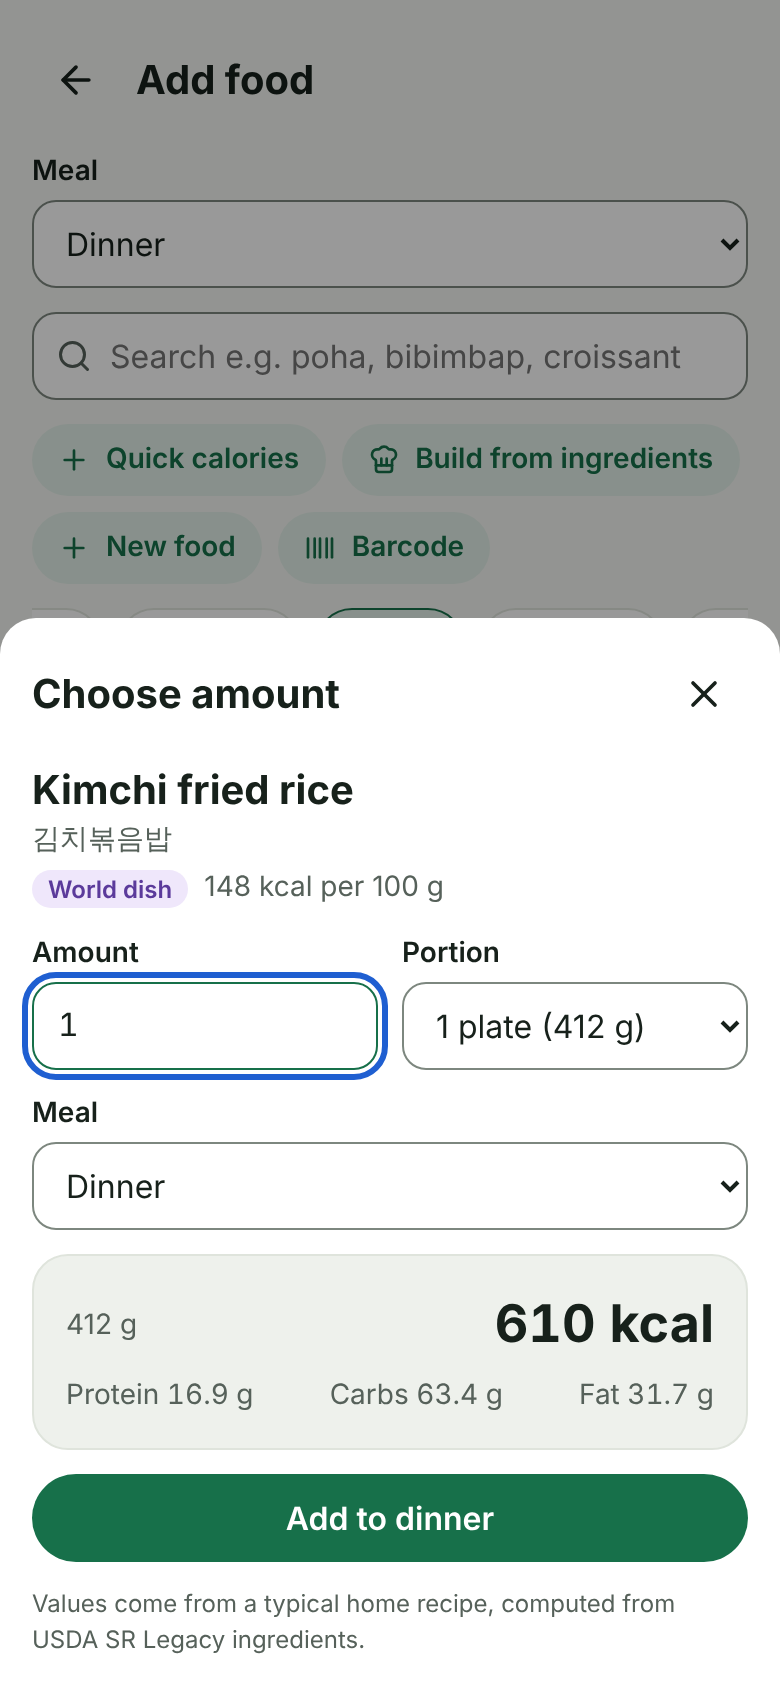 Add food
Meal
Dinner
Search e.g. poha, bibimbap, croissant
Quick calories
Build from ingredients
New food
Barcode
Choose amount
Kimchi fried rice
김치볶음밥
World dish 148 kcal per 100 g
Amount
Portion
1
1 plate (412 g)
Meal
Dinner
412 g
610 kcal
Protein 16.9 g
Carbs 63.4 g
Fat 31.7 g
Add to dinner
Values come from a typical home recipe, computed from
USDA SR Legacy ingredients.